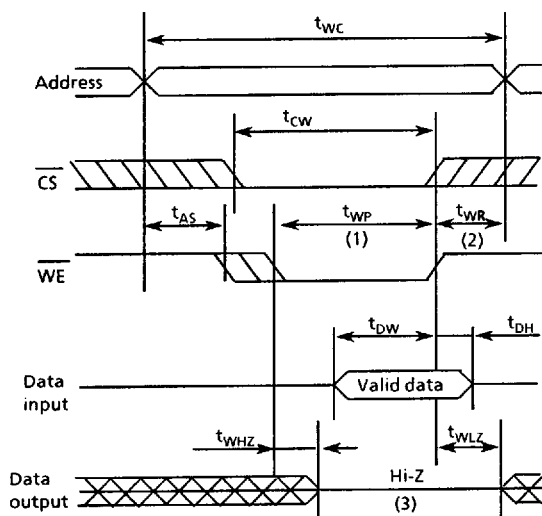 tWC
Address
tCW
CS
tAS
tWP
tWR
(1)
(2)
WE
tDW
tDH
Data
input
Valid data
tWHZ
tWLZ
Data
output
Hi-Z
(3)